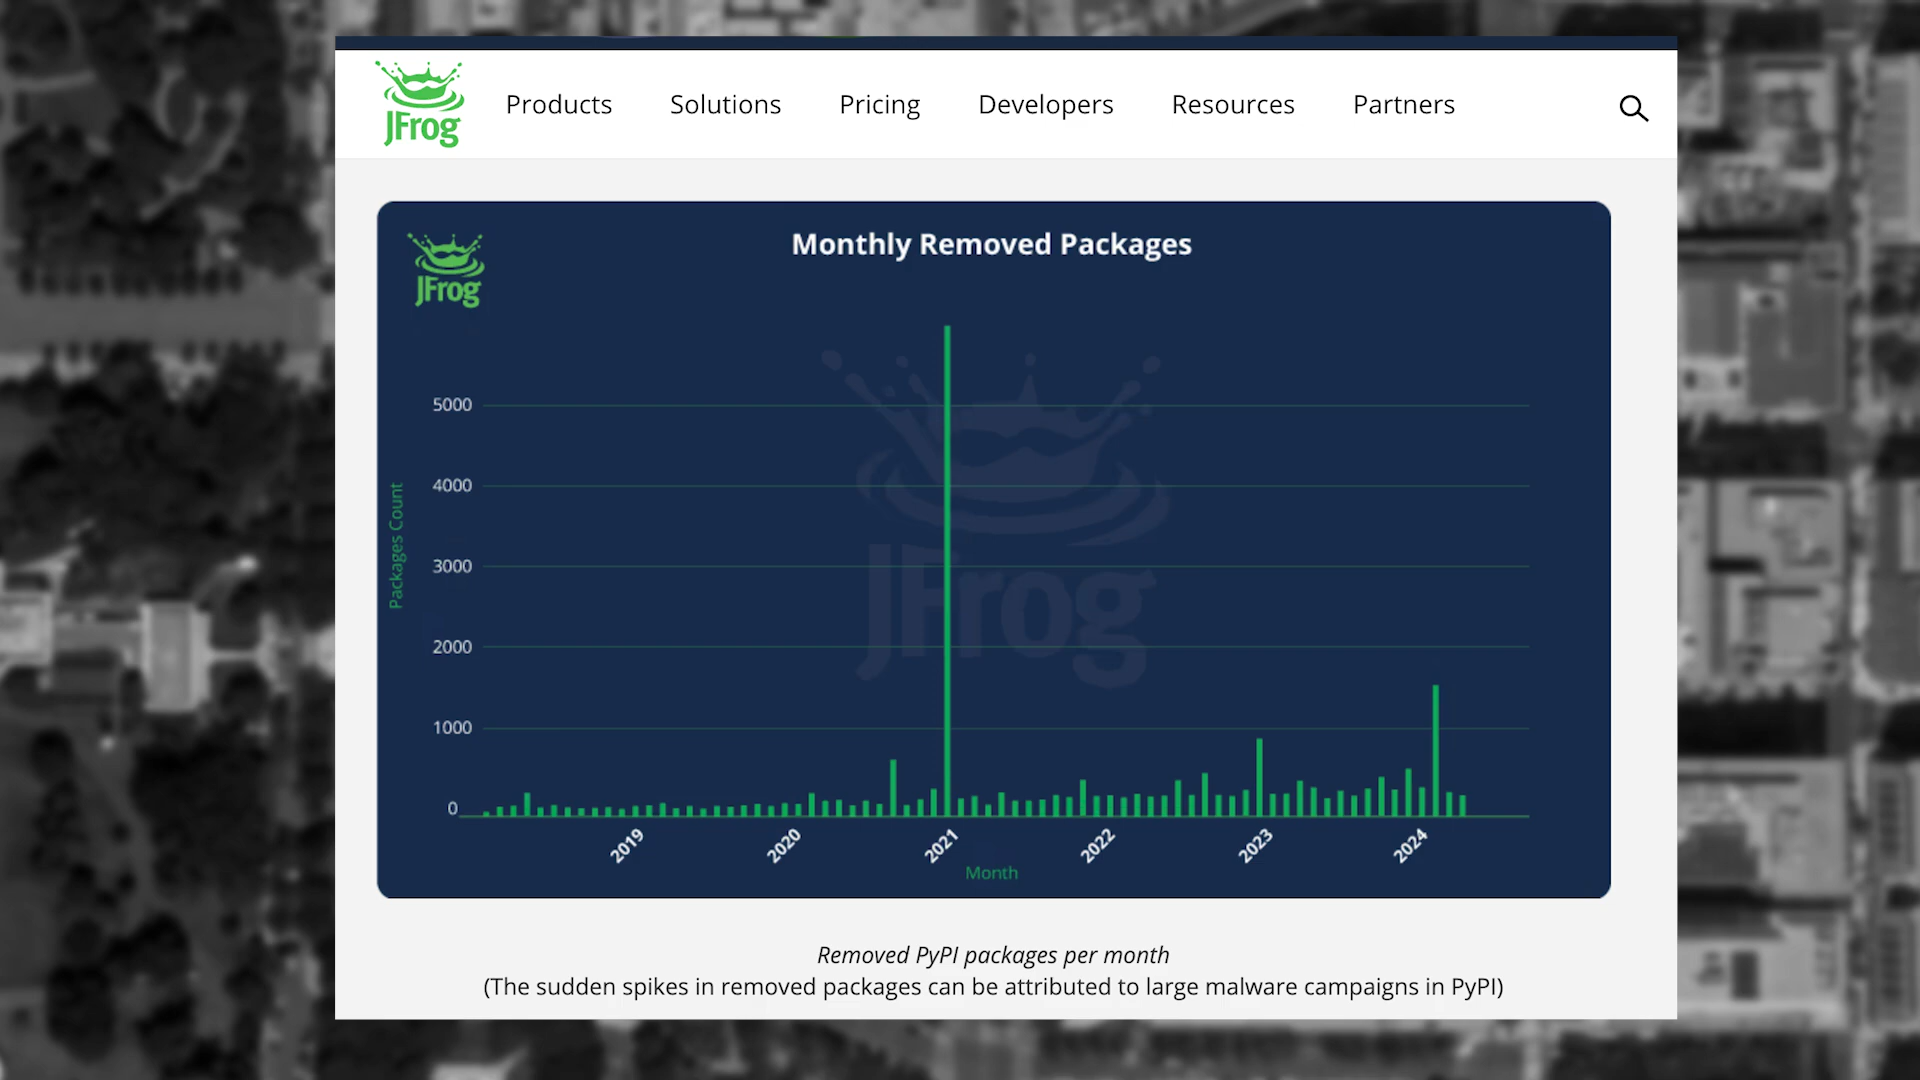 JFrog
Products Solutions Pricing Developers Resources Partners
JFrog
Monthly Removed Packages
Packages Count
5000
4000
3000
2000
1000
0
JFrog
2019 2020 2021 2022 2023 2024
Month
Removed PyPI packages per month
(The sudden spikes in removed packages can be attributed to large malware campaigns in PyPI)